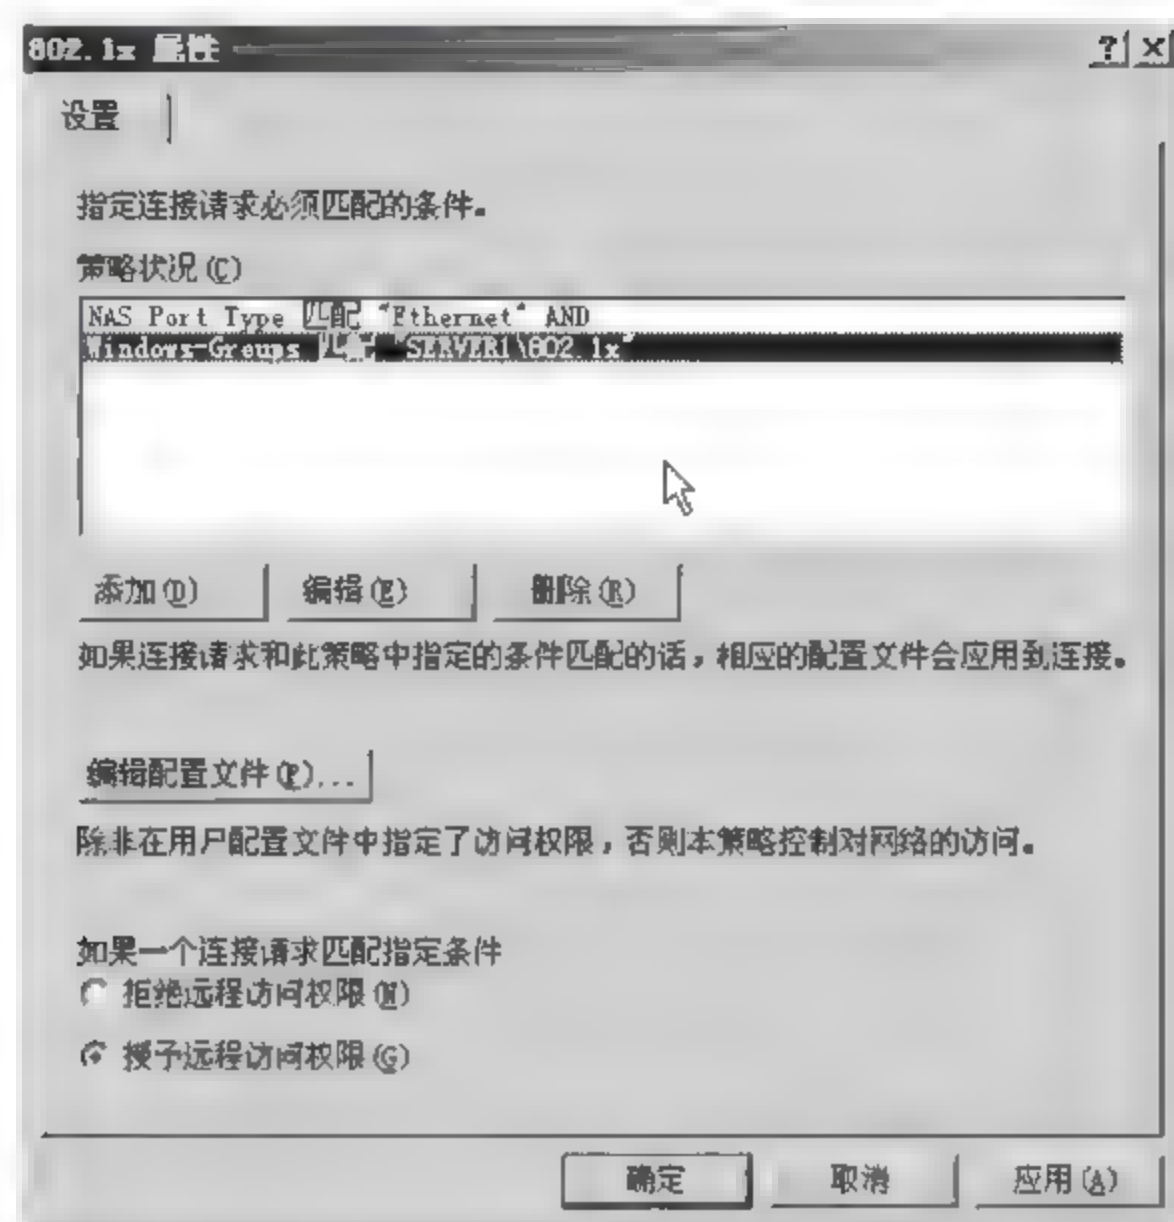 802.1x 属性
设置
指定连接请求必须匹配的条件。
策略状况(C)
NAS Port Type 匹配 "Ethernet" AND
Windows-Groups 匹配 "SERVER1\802.1x"
添加(D) 编辑(E) 删除(R)
如果连接请求和此策略中指定的条件匹配的话，相应的配置文件会应用到连接。
编辑配置文件(P)...
除非在用户配置文件中指定了访问权限，否则本策略控制对网络的访问。
如果一个连接请求匹配指定条件
拒绝远程访问权限(N)
授予远程访问权限(G)
确定 取消 应用(A)